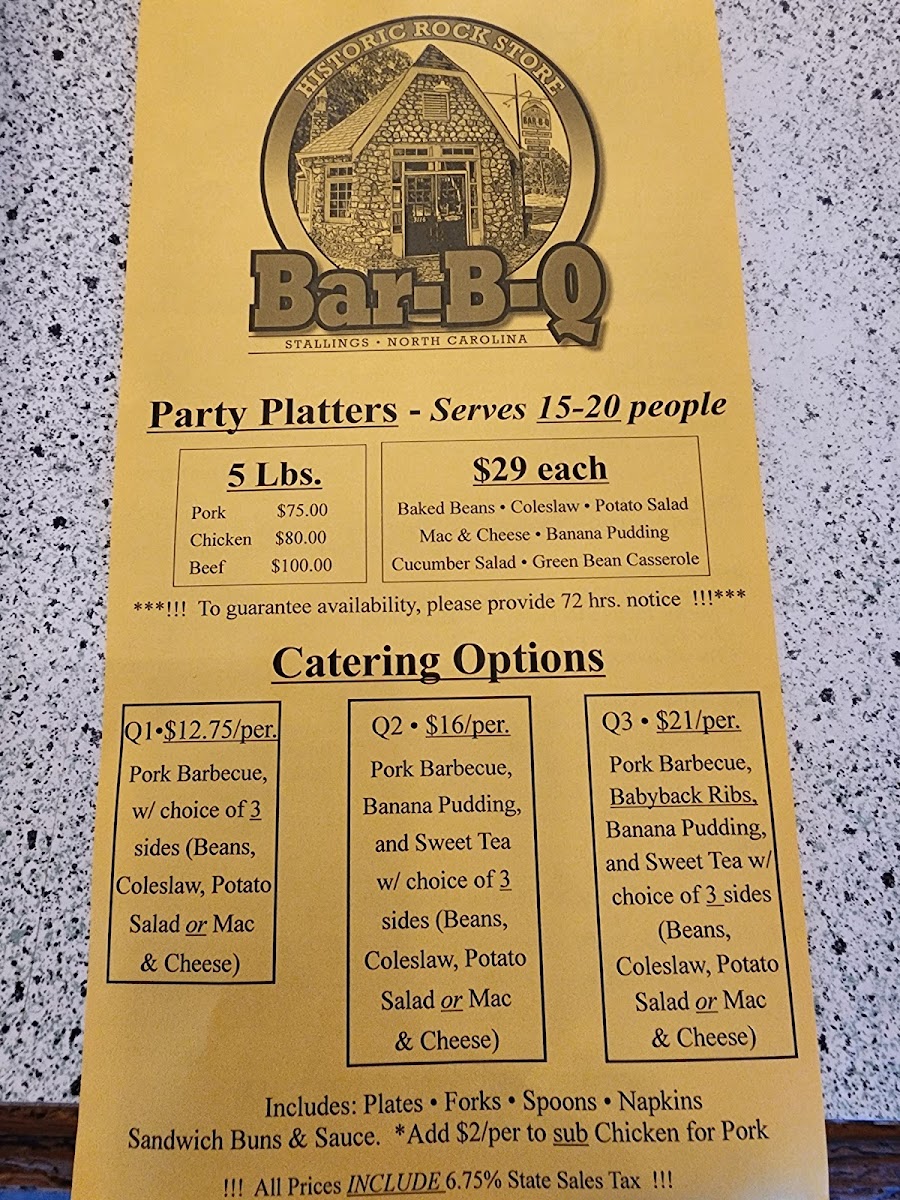 HISTORIC ROCK STORE
BAR-B-Q
Bar-B-Q
STALLINGS • NORTH CAROLINA
Party Platters - Serves 15-20 people
5 Lbs.
Pork $75.00
Chicken $80.00
Beef $100.00
$29 each
Baked Beans • Coleslaw • Potato Salad
Mac & Cheese • Banana Pudding
Cucumber Salad • Green Bean Casserole
***!!! To guarantee availability, please provide 72 hrs. notice !!!***
Catering Options
Q1•$12.75/per.
Pork Barbecue,
w/ choice of 3
sides (Beans,
Coleslaw, Potato
Salad or Mac
& Cheese)
Q2 • $16/per.
Pork Barbecue,
Banana Pudding,
and Sweet Tea
w/ choice of 3
sides (Beans,
Coleslaw, Potato
Salad or Mac
& Cheese)
Q3 • $21/per.
Pork Barbecue,
Babyback Ribs,
Banana Pudding,
and Sweet Tea w/
choice of 3 sides
(Beans,
Coleslaw, Potato
Salad or Mac
& Cheese)
Includes: Plates • Forks • Spoons • Napkins
Sandwich Buns & Sauce. *Add $2/per to sub Chicken for Pork
!!! All Prices INCLUDE 6.75% State Sales Tax !!!